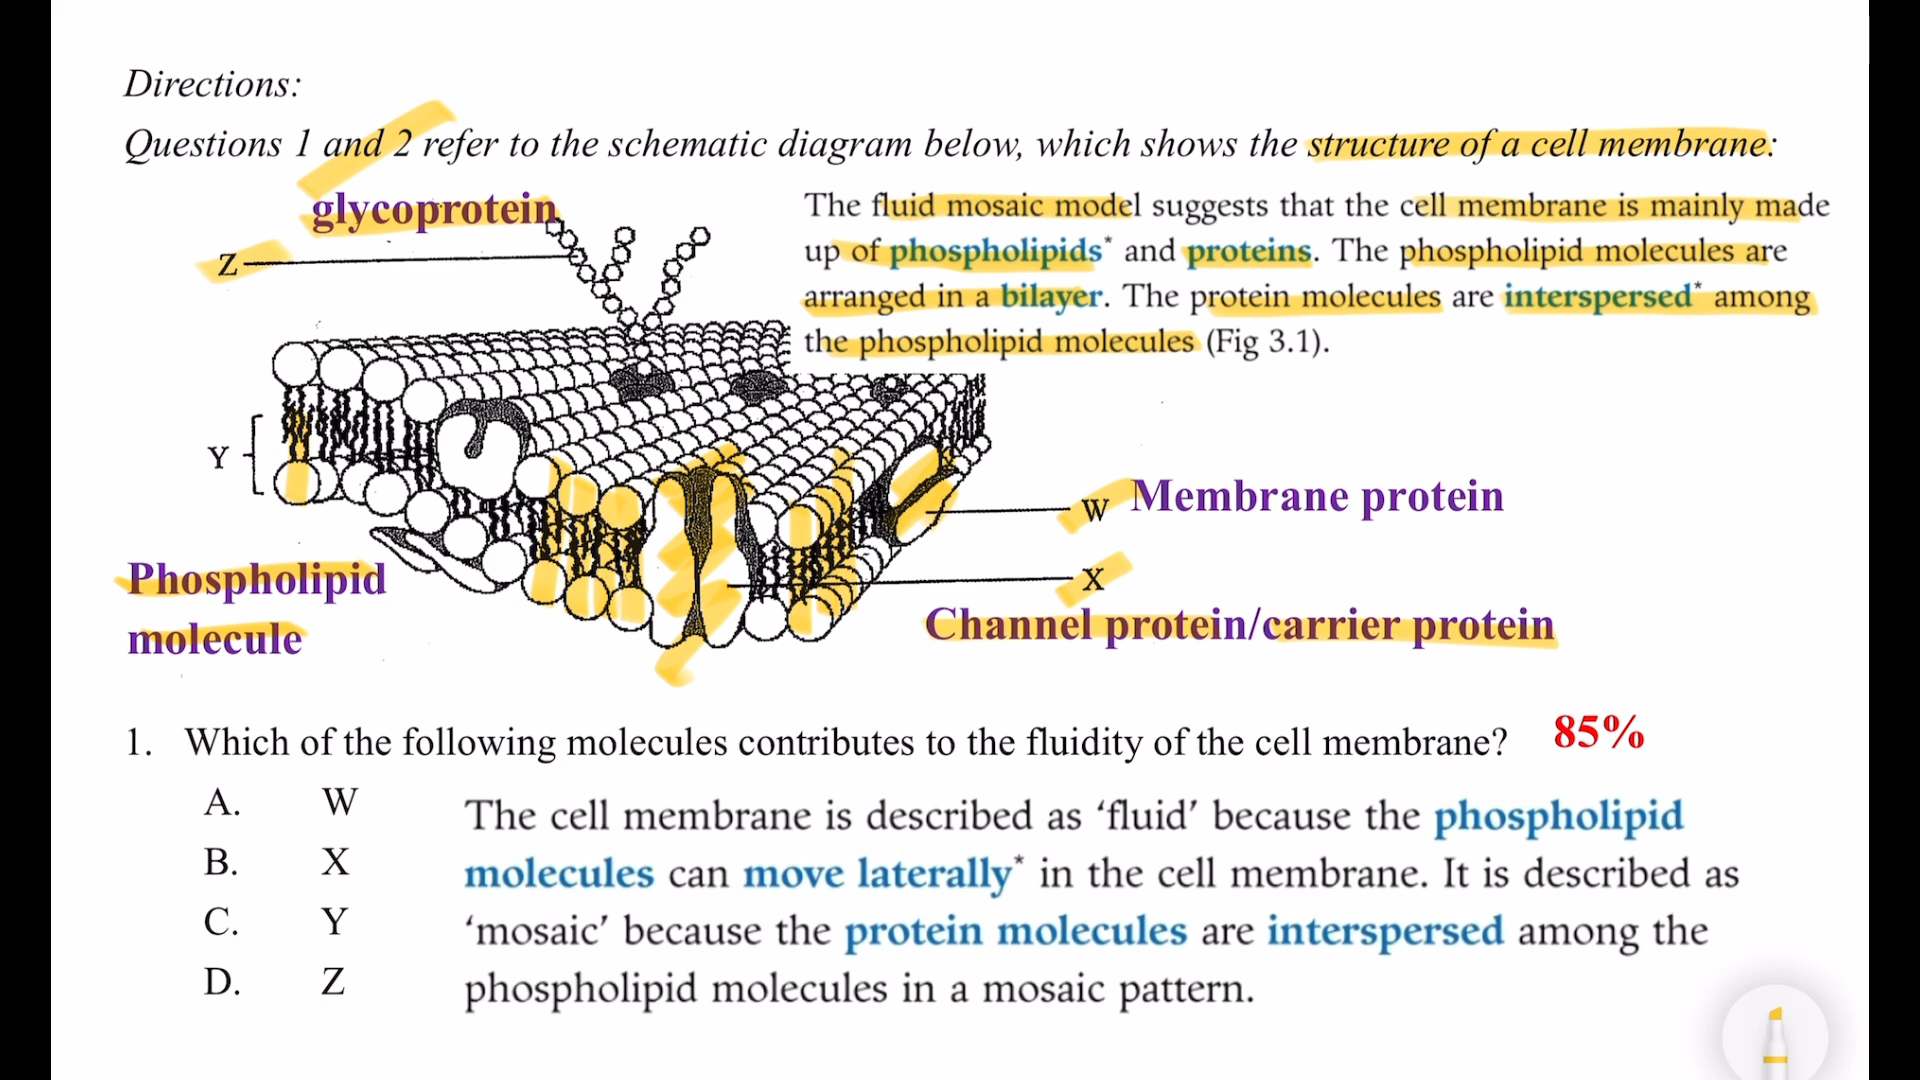 Directions:
Questions 1 and 2 refer to the schematic diagram below, which shows the structure of a cell membrane:
glycoprotein
Z
The fluid mosaic model suggests that the cell membrane is mainly made
up of phospholipids* and proteins. The phospholipid molecules are
arranged in a bilayer. The protein molecules are interspersed* among
the phospholipid molecules (Fig 3.1).
Y
W Membrane protein
X
Phospholipid
molecule
Channel protein/carrier protein
1. Which of the following molecules contributes to the fluidity of the cell membrane? 85%
A. W
B. X
C. Y
D. Z
The cell membrane is described as ‘fluid’ because the phospholipid
molecules can move laterally* in the cell membrane. It is described as
‘mosaic’ because the protein molecules are interspersed among the
phospholipid molecules in a mosaic pattern.